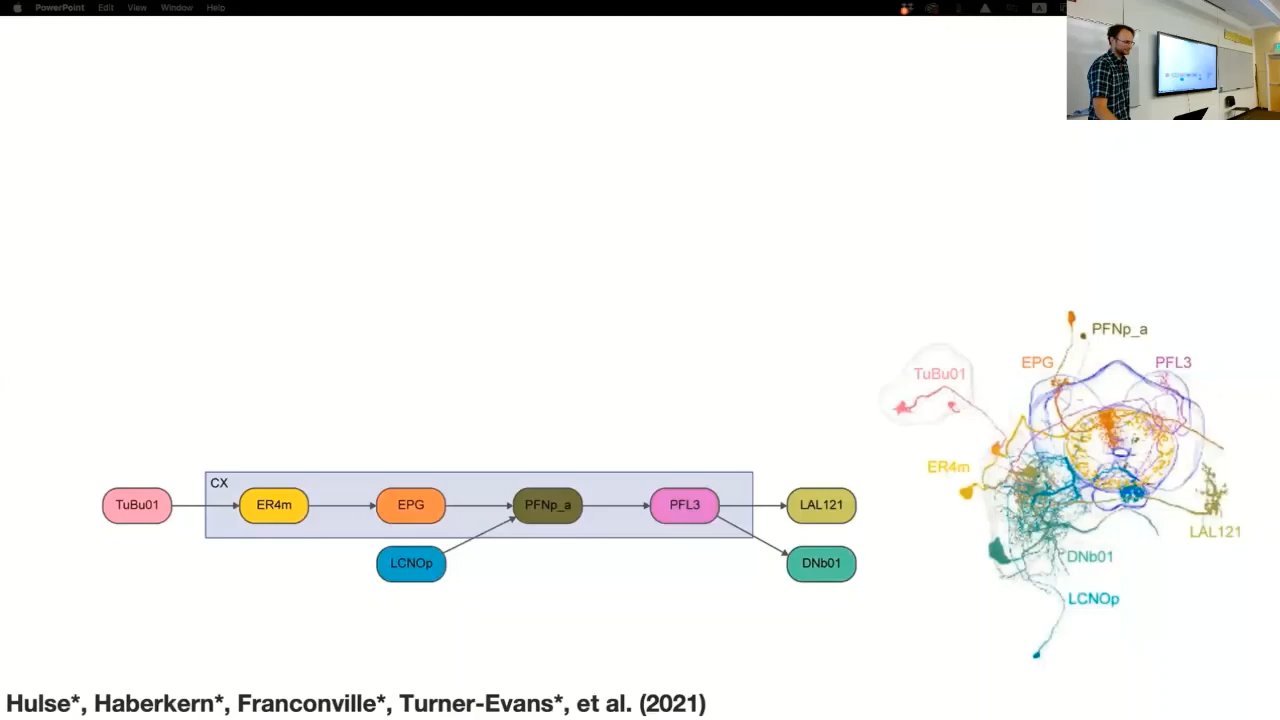 PowerPoint Edit View Window Help
PFNp_a
EPG
PFL3
TuBu01
ER4m
LAL121
DNb01
LCNOp
CX
TuBu01
ER4m
EPG
PFNp_a
PFL3
LAL121
LCNOp
DNb01
Hulse*, Haberkern*, Franconville*, Turner-Evans*, et al. (2021)